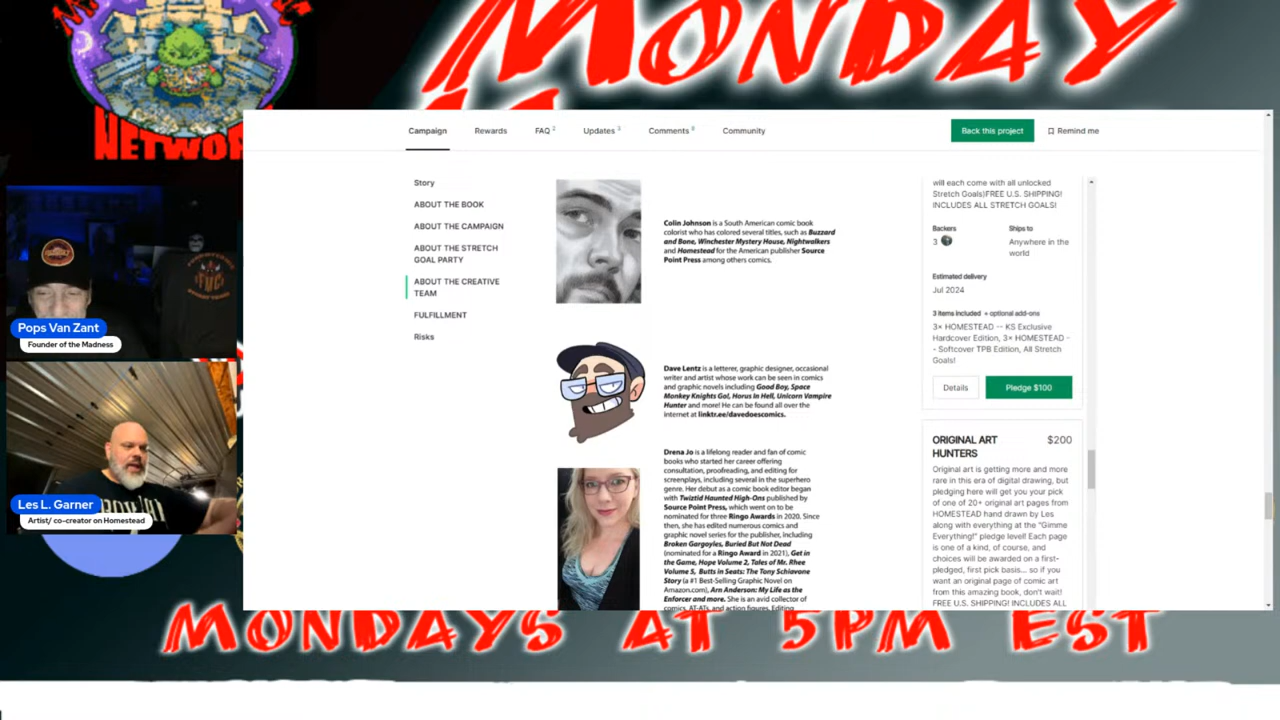 MONDAY
NETWO
Campaign Rewards FAQ 2 Updates 3 Comments 8 Community
Back this project Remind me
Story
ABOUT THE BOOK
ABOUT THE CAMPAIGN
ABOUT THE STRETCH
GOAL PARTY
ABOUT THE CREATIVE
TEAM
FULFILLMENT
Risks
Colin Johnson is a South American comic book
colorist who has colored several titles, such as Buzzard
and Bone, Winchester Mystery House, Nightwalkers
and Homestead for the American publisher Source
Point Press among others comics.
Dave Lentz is a letterer, graphic designer, occasional
writer and artist whose work can be seen in comics
and graphic novels including Good Boy, Space
Monkey Knights Go!, Horus In Hell, Unicorn Vampire
Hunter and more! He can be found all over the
internet at linktr.ee/davedoescomics.
Drena Jo is a lifelong reader and fan of comic
books who started her career offering
consultation, proofreading, and editing for
screenplays, including several in the superhero
genre. Her debut as a comic book editor began
with Twiztid Haunted High-Ons published by
Source Point Press, which went on to be
nominated for three Ringo Awards in 2020. Since
then, she has edited numerous comics and
graphic novel series for the publisher, including
Broken Gargoyles, Buried But Not Dead
(nominated for a Ringo Award in 2021), Get in
the Game, Hope Volume 2, Tales of Mr. Rhee
Volume 5, Butts in Seats: The Tony Schiavone
Story (a #1 Best-Selling Graphic Novel on
Amazon.com), Arn Anderson: My Life as the
Enforcer and more. She is an avid collector of
comics, AT-ATs, and action figures. Editing
will each come with all unlocked
Stretch Goals)FREE U.S. SHIPPING!
INCLUDES ALL STRETCH GOALS!
Backers Ships to
3 Anywhere in the
world
Estimated delivery
Jul 2024
3 items included + optional add-ons
3× HOMESTEAD -- KS Exclusive
Hardcover Edition, 3× HOMESTEAD -
- Softcover TPB Edition, All Stretch
Goals!
Details Pledge $100
ORIGINAL ART $200
HUNTERS
Original art is getting more and more
rare in this era of digital drawing, but
pledging here will get you your pick
of one of 20+ original art pages from
HOMESTEAD hand drawn by Les
along with everything at the "Gimme
Everything!" pledge level! Each page
is one of a kind, of course, and
choices will be awarded on a first-
pledged, first pick basis... so if you
want an original page of comic art
from this amazing book, don't wait!
FREE U.S. SHIPPING! INCLUDES ALL
Pops Van Zant
Founder of the Madness
Les L. Garner
Artist/ co-creator on Homestead
MONDAYS AT 5PM EST